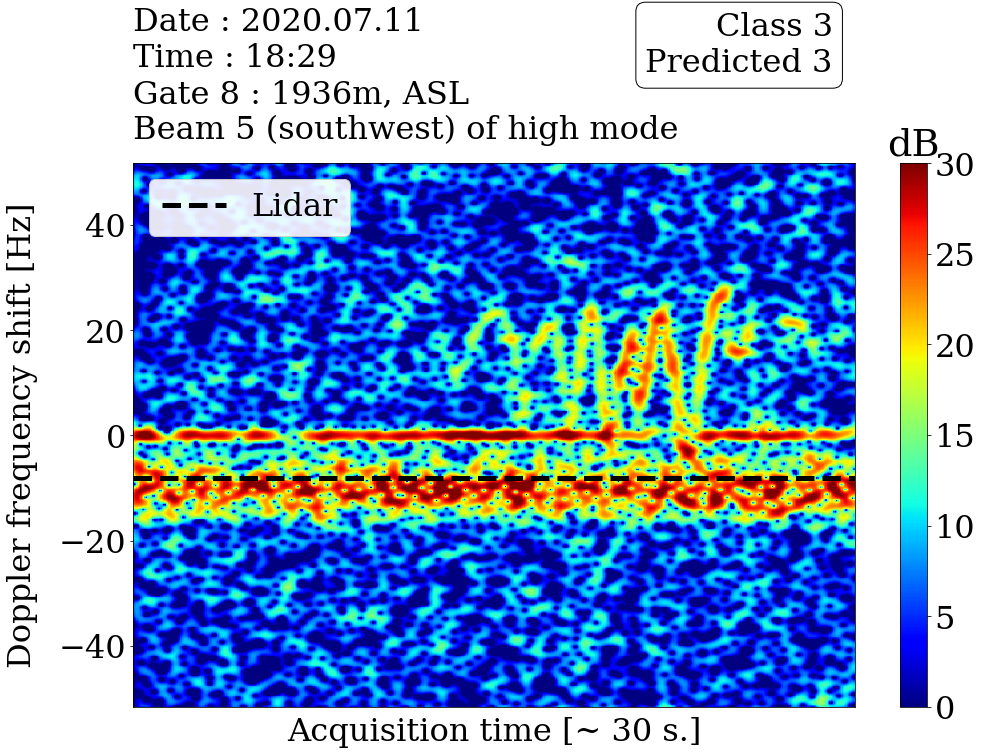 Date : 2020.07.11
Time : 18:29
Gate 8 : 1936m, ASL
Beam 5 (southwest) of high mode
Class 3
Predicted 3
dB
Lidar
Doppler frequency shift [Hz]
40
20
0
−20
−40
30
25
20
15
10
5
0
Acquisition time [~ 30 s.]